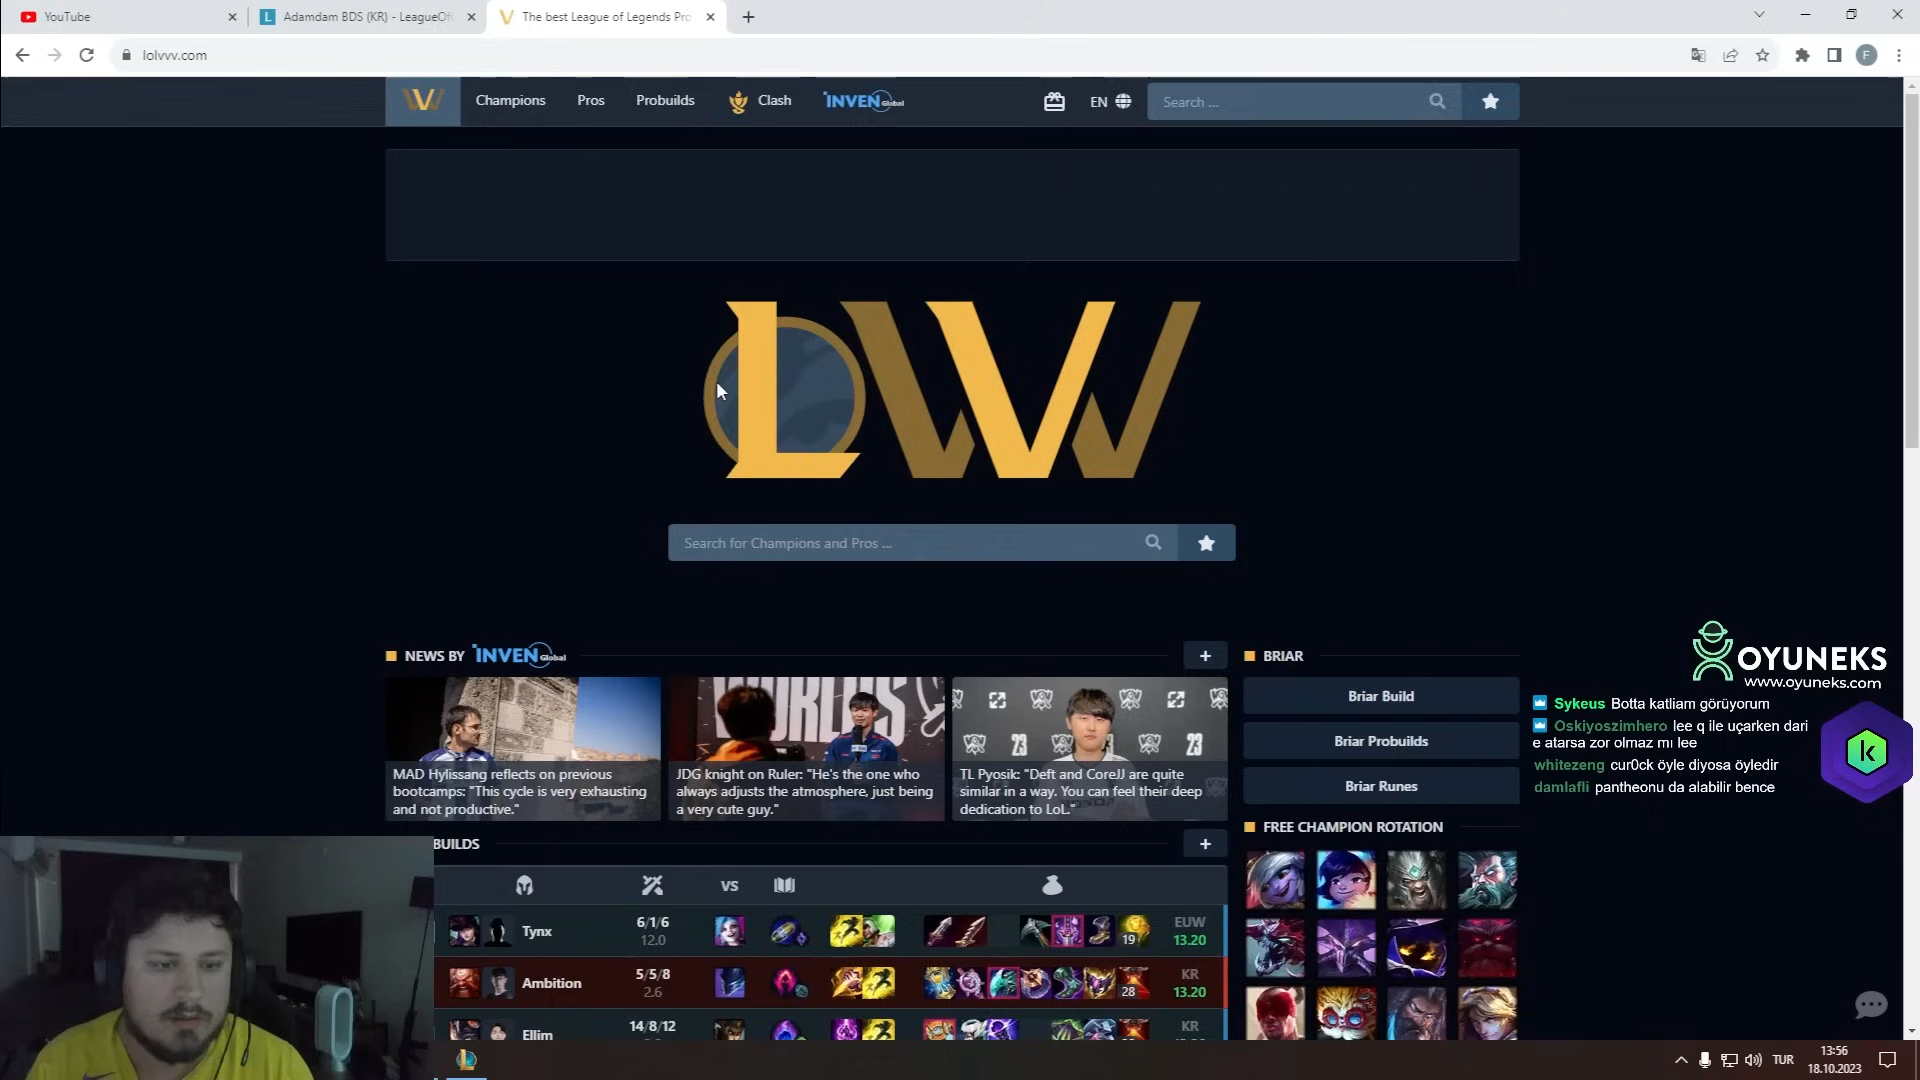 YouTube
Adamdam BDS (KR) - LeagueOf
The best League of Legends Pro
lolvvv.com
F
Champions
Pros
Probuilds
Clash
INVEN Global
EN
Search ...
Search for Champions and Pros ...
NEWS BY INVEN Global
MAD Hylissang reflects on previous
bootcamps: "This cycle is very exhausting
and not productive."
JDG knight on Ruler: "He's the one who
always adjusts the atmosphere, just being
a very cute guy."
TL Pyosik: "Deft and CoreJJ are quite
similar in a way. You can feel their deep
dedication to LoL."
WORLDS
23
23
BRIAR
Briar Build
Briar Probuilds
Briar Runes
FREE CHAMPION ROTATION
BUILDS
VS
Tynx
6/1/6
12.0
19
EUW
13.20
Ambition
5/5/8
2.6
28
KR
13.20
Ellim
14/8/12
KR
OYUNEKS
www.oyuneks.com
Sykeus Botta katliam görüyorum
Oskiyoszimhero lee q ile uçarken dari
e atarsa zor olmaz mı lee
whitezeng cur0ck öyle diyosa öyledir
damlafli pantheonu da alabilir bence
k
TUR
13:56
18.10.2023